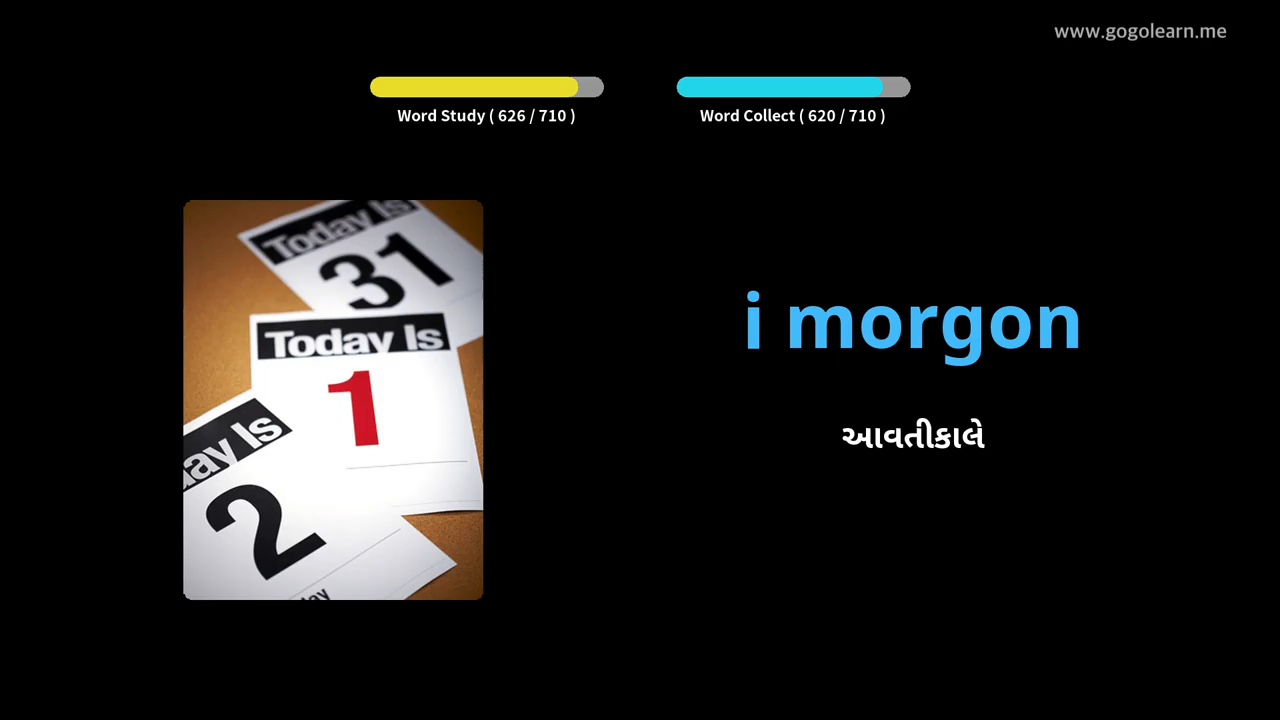 www.gogolearn.me
Word Study ( 626 / 710 )
Word Collect ( 620 / 710 )
Today Is
31
Today Is
1
ay Is
2
i morgon
આવતીકાલે